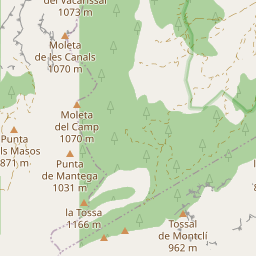 del Vacarissal
1073 m
Moleta
de les Canals
1070 m
Moleta
del Camp
1070 m
Punta
ls Masos
871 m
Punta
de Mantega
1031 m
la Tossa
1166 m
Tossal
de Montclí
962 m